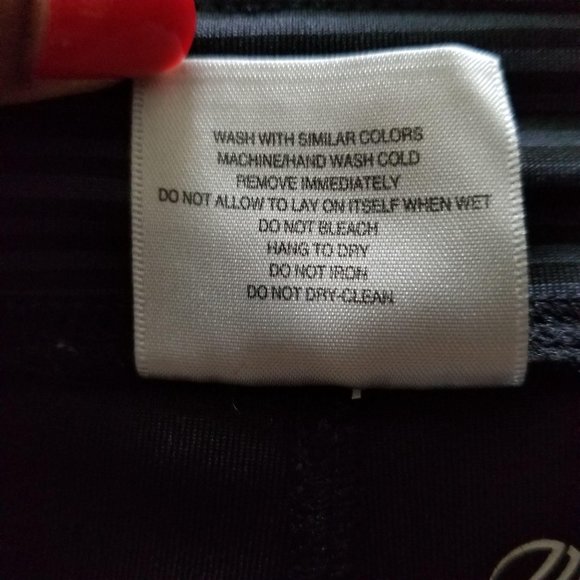 WASH WITH SIMILAR COLORS
MACHINE/HAND WASH COLD
REMOVE IMMEDIATELY
DO NOT ALLOW TO LAY ON ITSELF WHEN WET
DO NOT BLEACH
HANG TO DRY
DO NOT IRON
DO NOT DRY-CLEAN